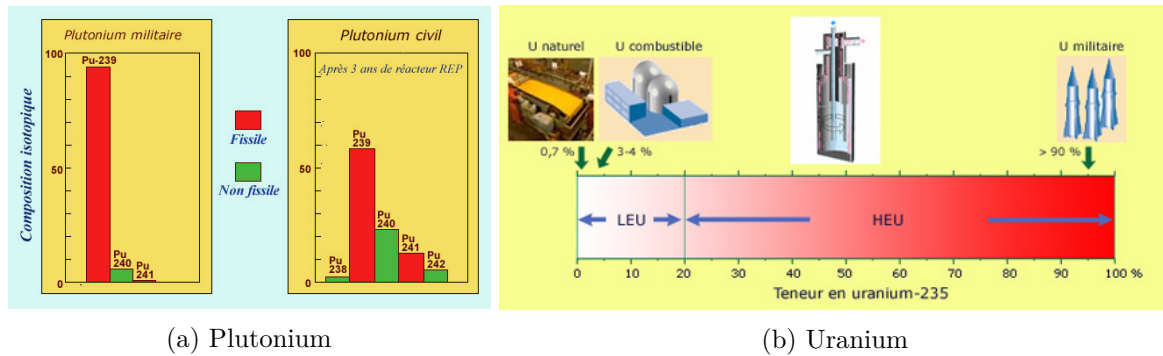 Plutonium militaire
Composition isotopique
100
50
0
Pu-239
Pu
240
Pu
241
Fissile
Non fissile
Plutonium civil
Après 3 ans de réacteur REP
100
50
0
Pu
238
Pu
239
Pu
240
Pu
241
Pu
242
(a) Plutonium
U naturel
U combustible
U militaire
0,7 %
3-4 %
> 90 %
LEU
HEU
0 10 20 30 40 50 60 70 80 90 100 %
Teneur en uranium-235
(b) Uranium